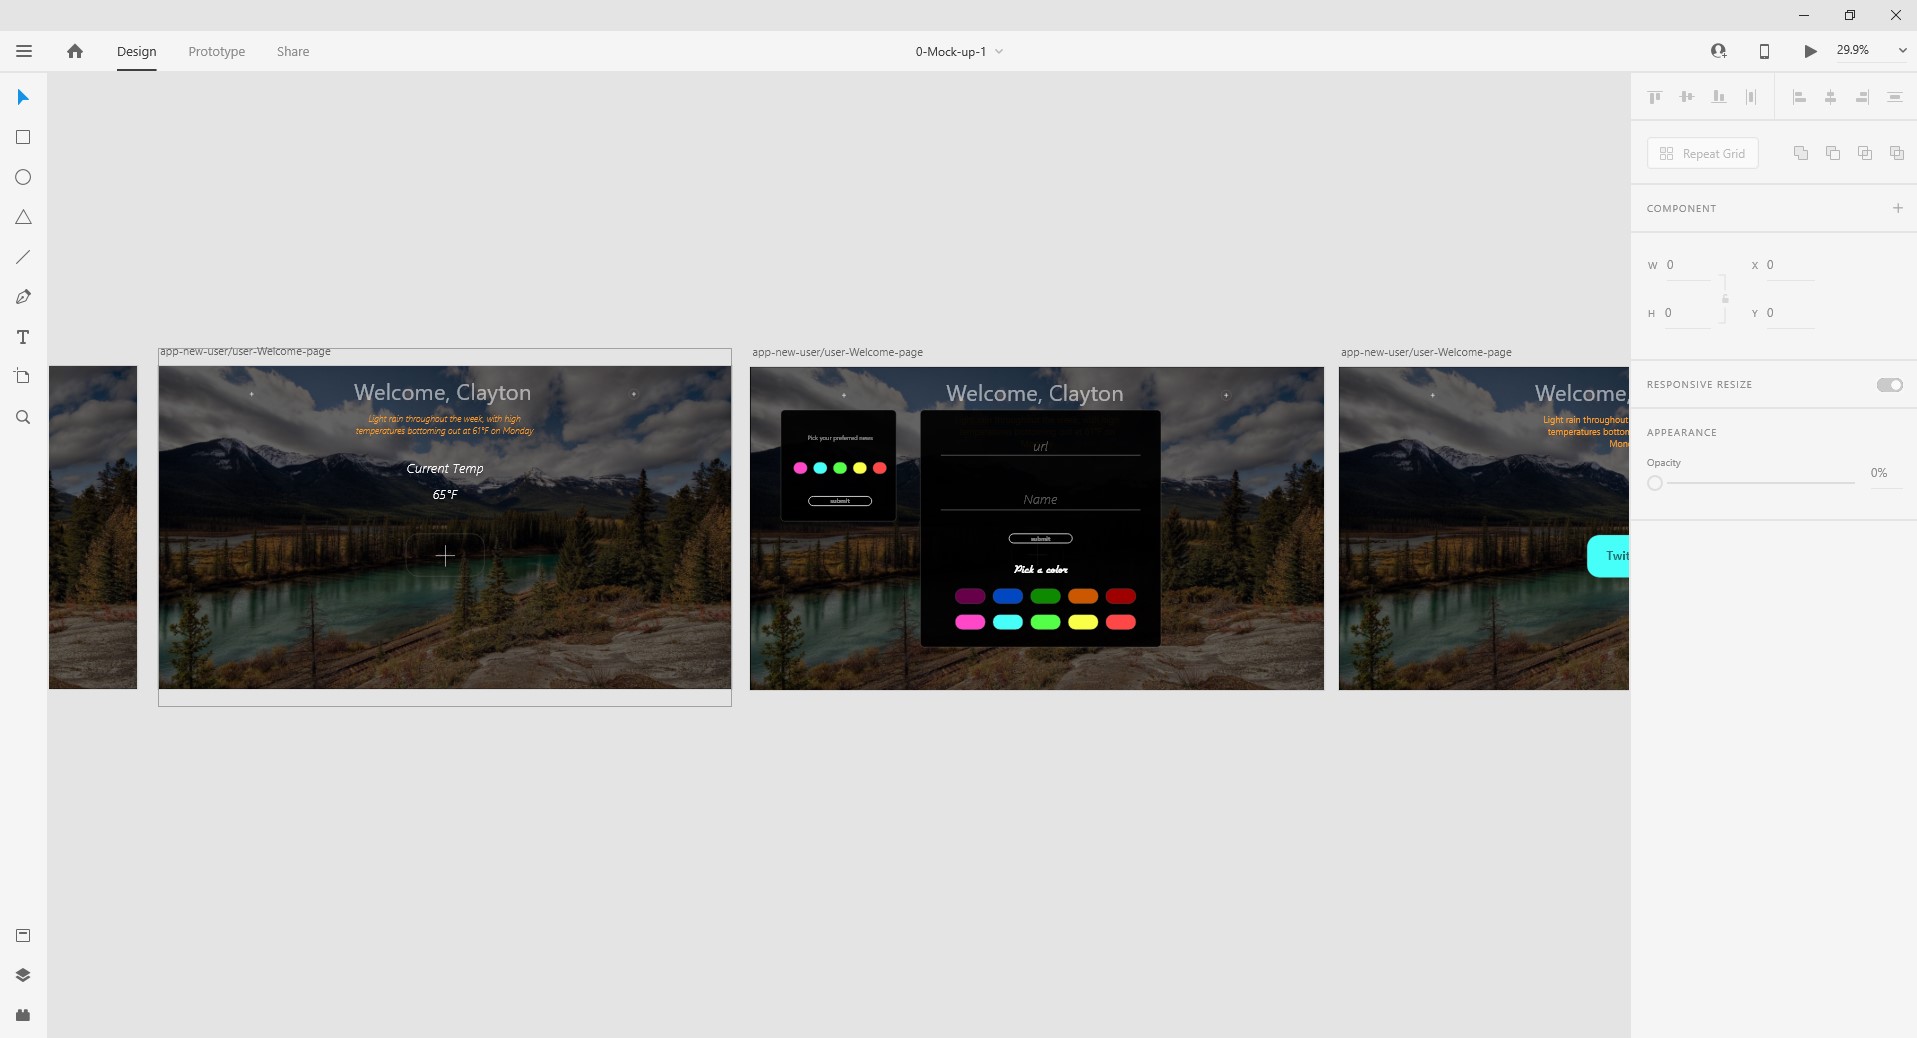 Design
Prototype
Share
0-Mock-up-1
29.9%
Repeat Grid
COMPONENT
W 0
X 0
H 0
Y 0
RESPONSIVE RESIZE
APPEARANCE
Opacity
0%
app-new-user/user-Welcome-page
Welcome, Clayton
Light rain throughout the week, with high
temperatures bottoming out at 61°F on Monday
Current Temp
65°F
app-new-user/user-Welcome-page
Welcome, Clayton
Pick your preferred news
submit
url
Name
submit
Pick a color
app-new-user/user-Welcome-page
Welcome,
Light rain throughout
temperatures bottom
Mon
Twit